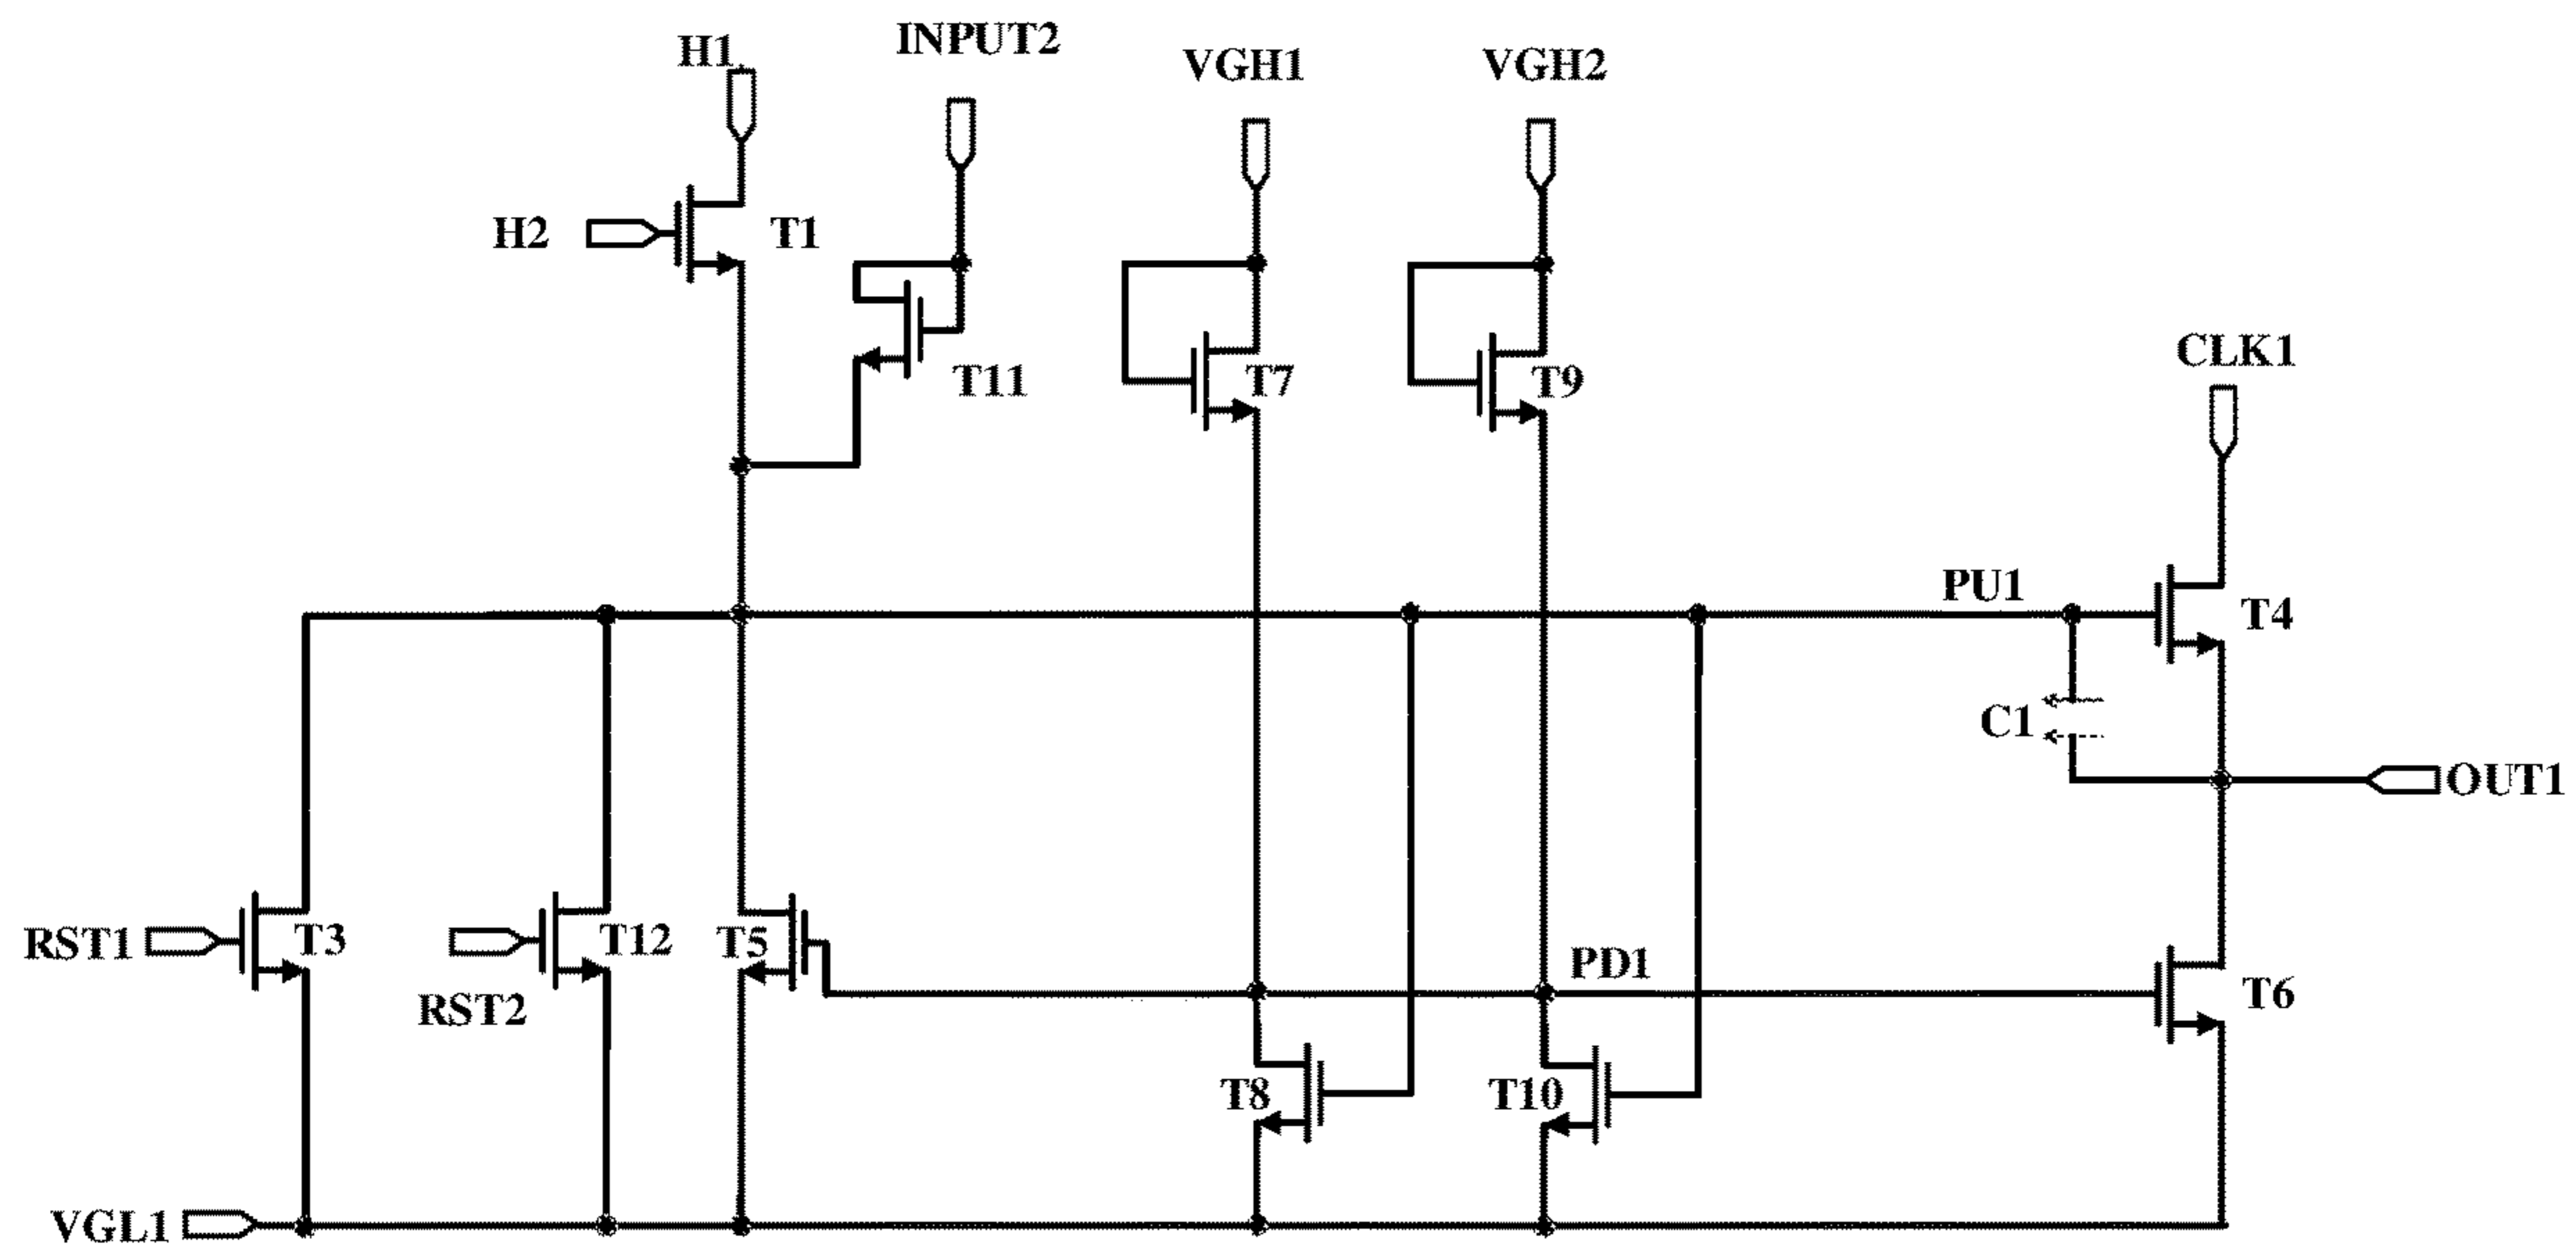 H1
INPUT2
VGH1
VGH2
H2
T1
T11
T7
T9
CLK1
PU1
T4
C1
OUT1
RST1
T3
T12
T5
RST2
PD1
T6
T8
T10
VGL1